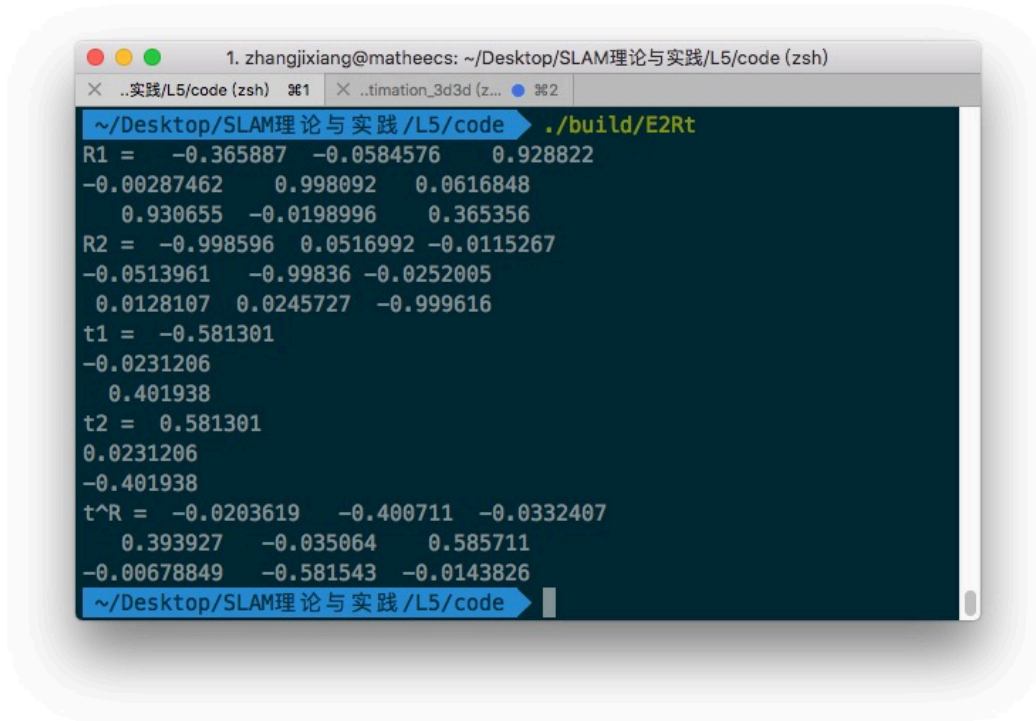 1. zhangjixiang@matheecs: ~/Desktop/SLAM理论与实践/L5/code (zsh)
..实践/L5/code (zsh) ⌘1 ..timation_3d3d (z... ⌘2
~/Desktop/SLAM理论与实践/L5/code ./build/E2Rt
R1 =   -0.365887  -0.0584576    0.928822
-0.00287462    0.998092   0.0616848
   0.930655  -0.0198996    0.365356
R2 =  -0.998596  0.0516992 -0.0115267
-0.0513961   -0.99836 -0.0252005
 0.0128107  0.0245727  -0.999616
t1 =  -0.581301
-0.0231206
  0.401938
t2 =  0.581301
0.0231206
-0.401938
t^R =  -0.0203619   -0.400711  -0.0332407
   0.393927   -0.035064    0.585711
-0.00678849   -0.581543  -0.0143826
~/Desktop/SLAM理论与实践/L5/code